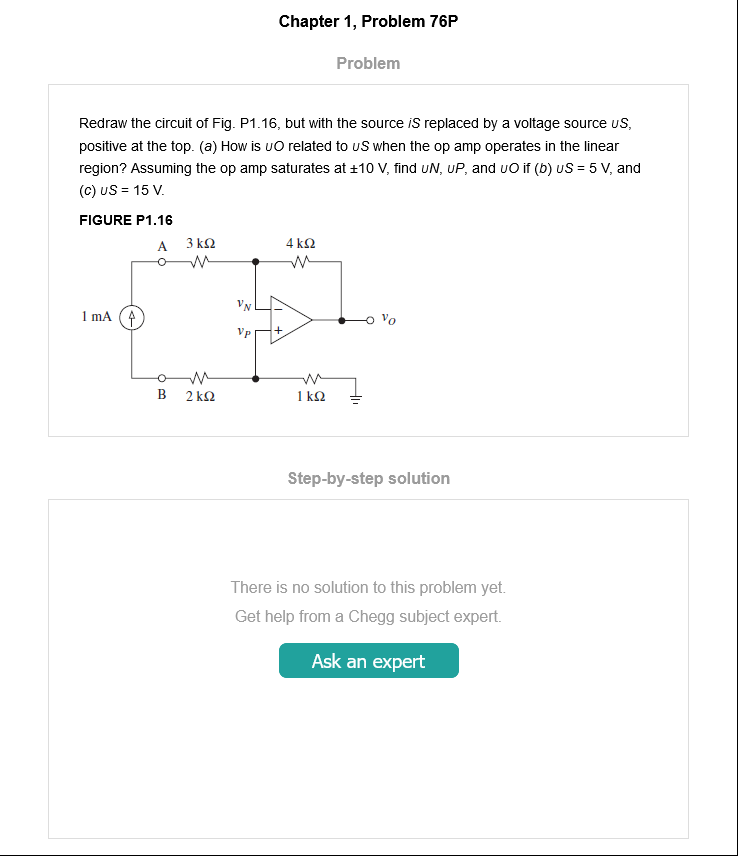 Chapter 1, Problem 76P
Problem
Redraw the circuit of Fig. P1.16, but with the source iS replaced by a voltage source υS,
positive at the top. (a) How is υO related to υS when the op amp operates in the linear
region? Assuming the op amp saturates at ±10 V, find υN, υP, and υO if (b) υS = 5 V, and
(c) υS = 15 V.
FIGURE P1.16
A 3 kΩ 4 kΩ
vN
1 mA vO
vP
B 2 kΩ 1 kΩ
Step-by-step solution
There is no solution to this problem yet.
Get help from a Chegg subject expert.
Ask an expert